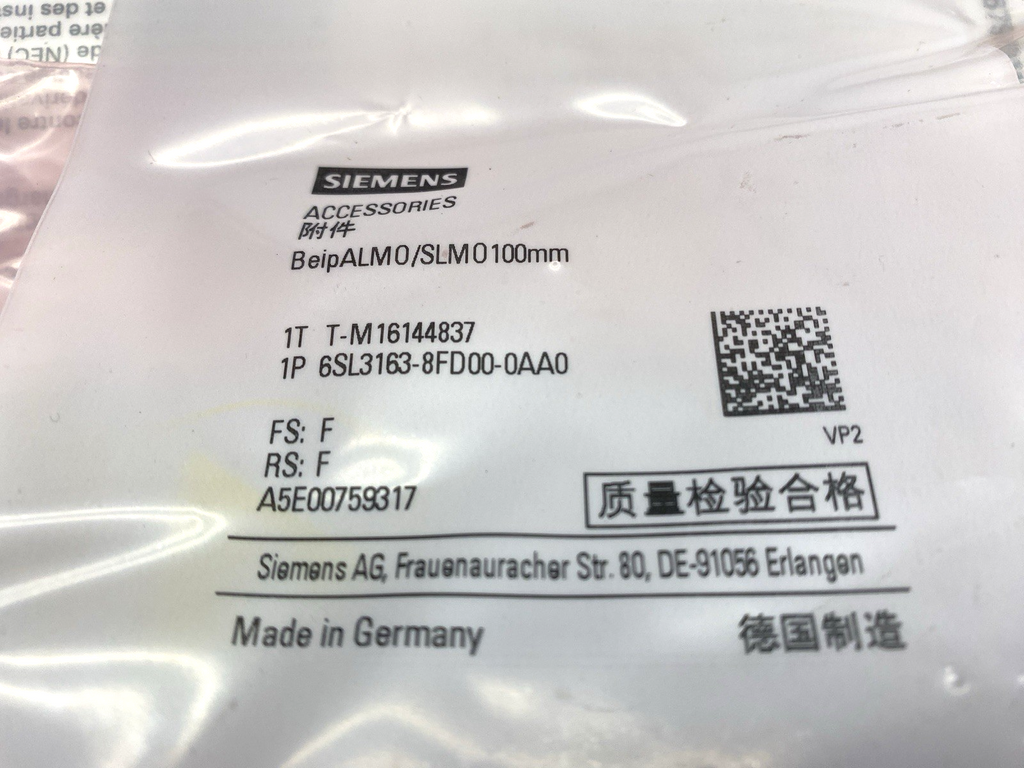 SIEMENS
ACCESSORIES
附件
BeipALM0/SLM0100mm
1T T-M16144837
1P 6SL3163-8FD00-0AA0
VP2
FS: F
RS: F
A5E00759317
质量检验合格
Siemens AG, Frauenauracher Str. 80, DE-91056 Erlangen
Made in Germany 德国制造